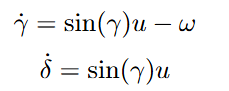 γ̇ = sin(γ)u − ω
δ̇ = sin(γ)u